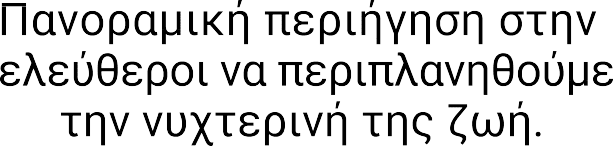 Πανοραμική περιήγηση στην
ελεύθεροι να περιπλανηθούμε
την νυχτερινή της ζωή.